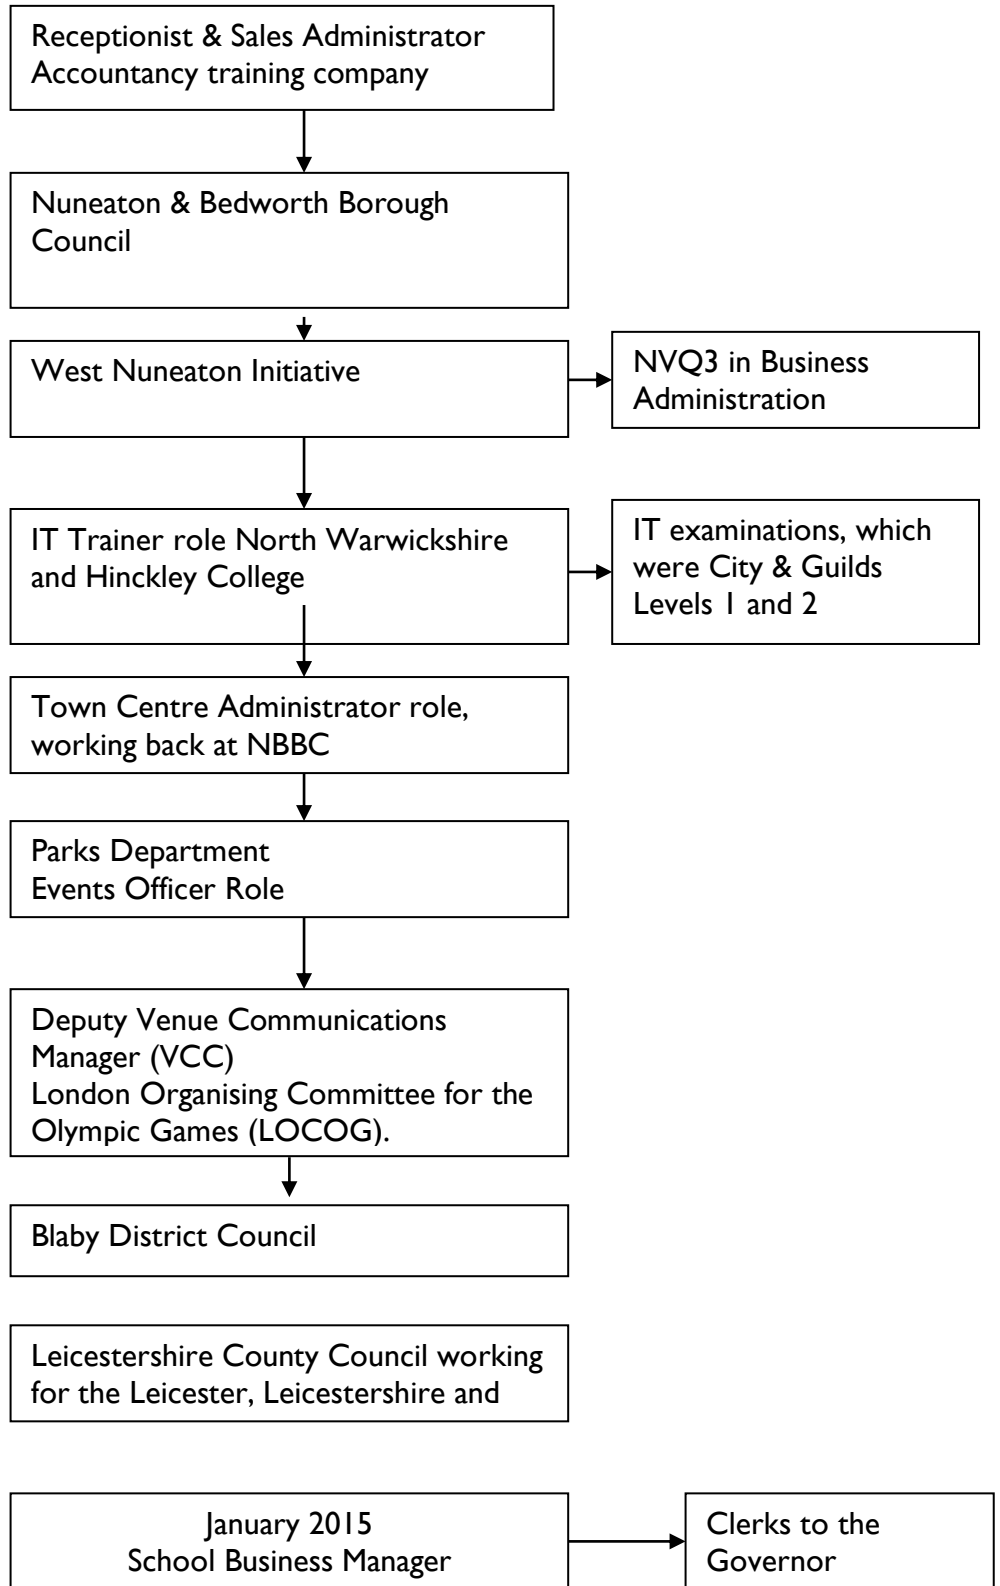 Receptionist & Sales Administrator
Accountancy training company
Nuneaton & Bedworth Borough
Council
West Nuneaton Initiative
NVQ3 in Business
Administration
IT Trainer role North Warwickshire
and Hinckley College
IT examinations, which
were City & Guilds
Levels 1 and 2
Town Centre Administrator role,
working back at NBBC
Parks Department
Events Officer Role
Deputy Venue Communications
Manager (VCC)
London Organising Committee for the
Olympic Games (LOCOG).
Blaby District Council
Leicestershire County Council working
for the Leicester, Leicestershire and
January 2015
School Business Manager
Clerks to the
Governor